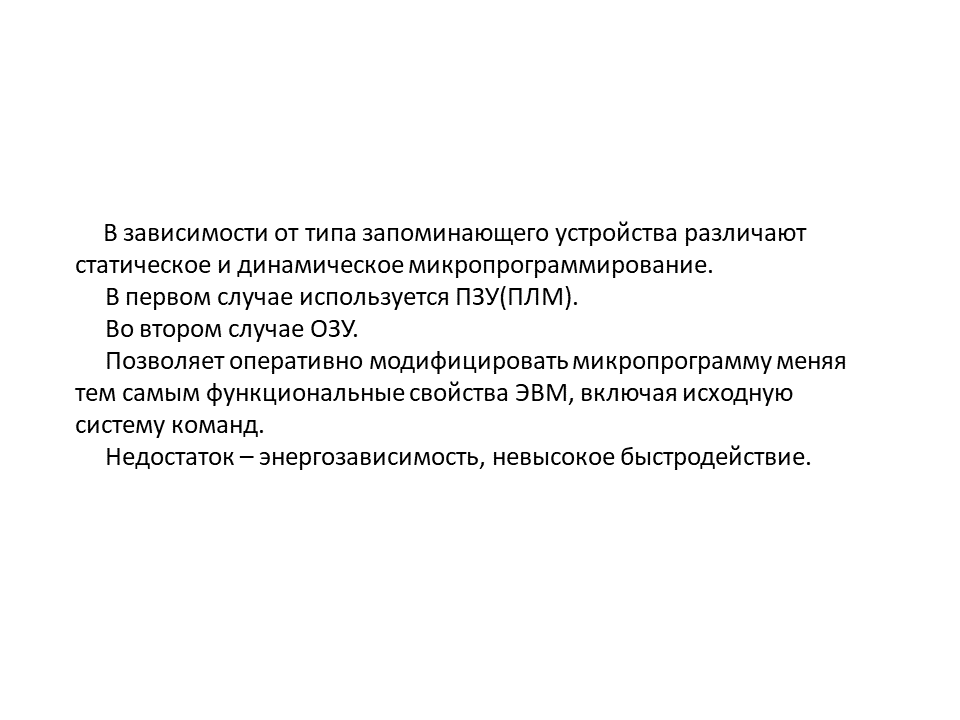 В зависимости от типа запоминающего устройства различают
статическое и динамическое микропрограммирование.
В первом случае используется ПЗУ(ПЛМ).
Во втором случае ОЗУ.
Позволяет оперативно модифицировать микропрограмму меняя
тем самым функциональные свойства ЭВМ, включая исходную
систему команд.
Недостаток – энергозависимость, невысокое быстродействие.